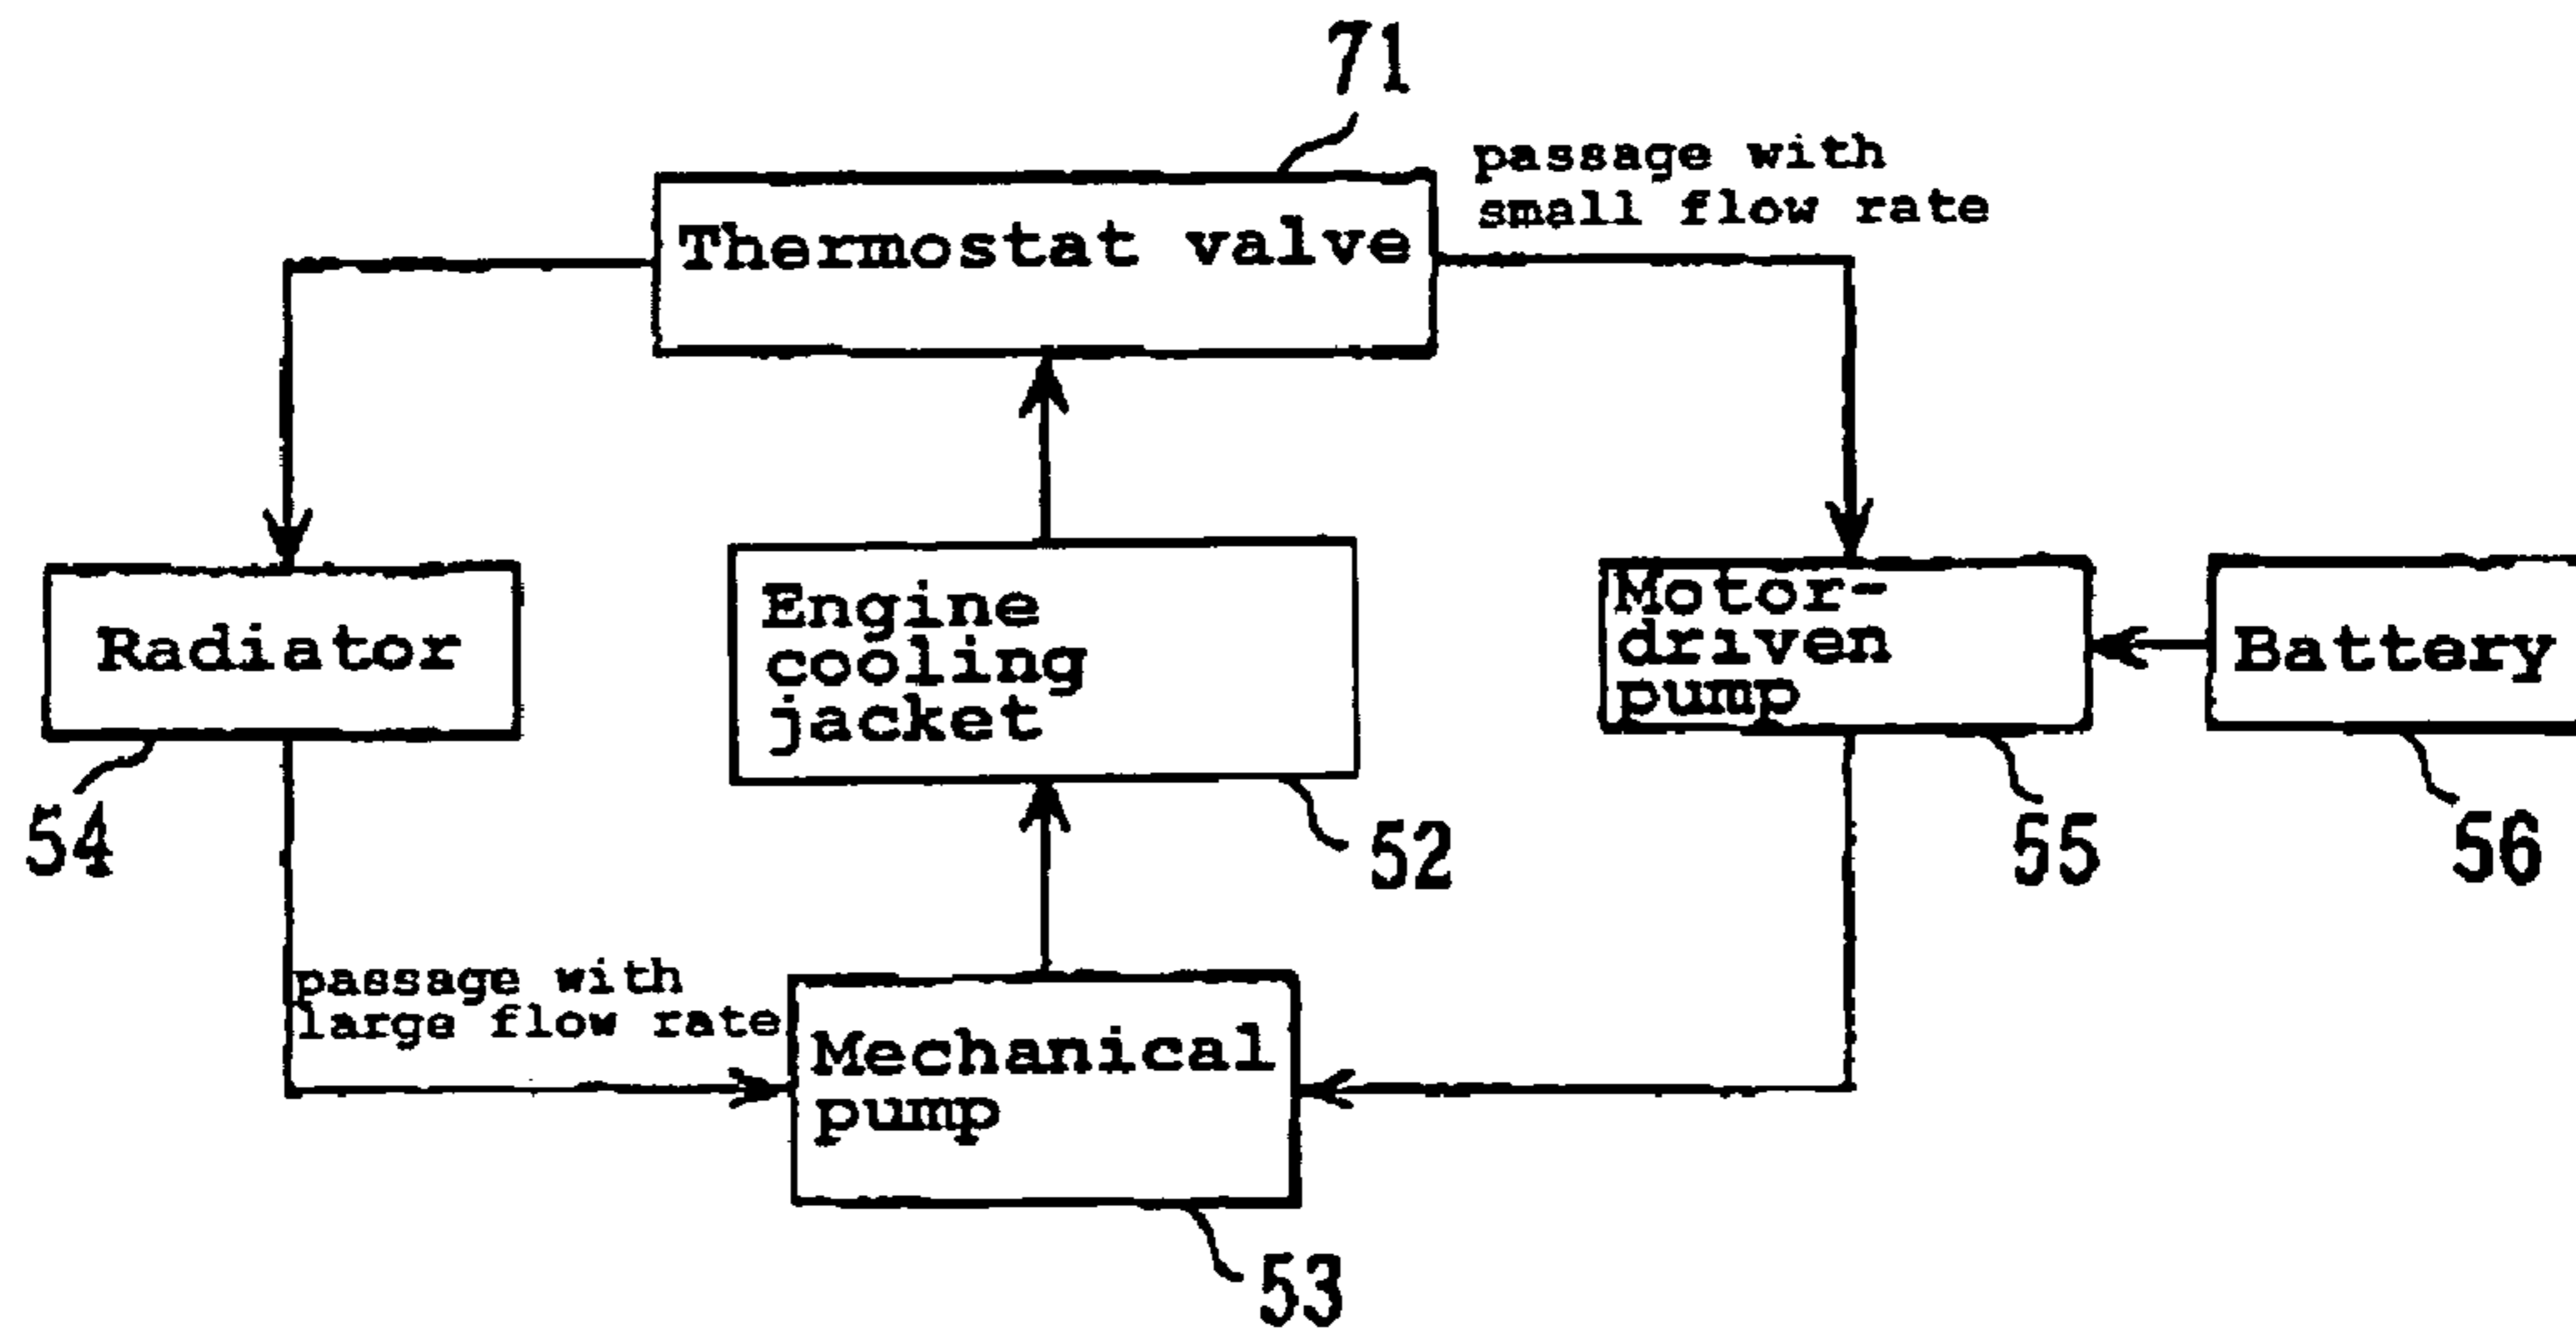 71
passage with
small flow rate
Thermostat valve
Radiator
54
Engine
cooling
jacket
52
Motor-
driven
pump
55
Battery
56
passage with
large flow rate
Mechanical
pump
53